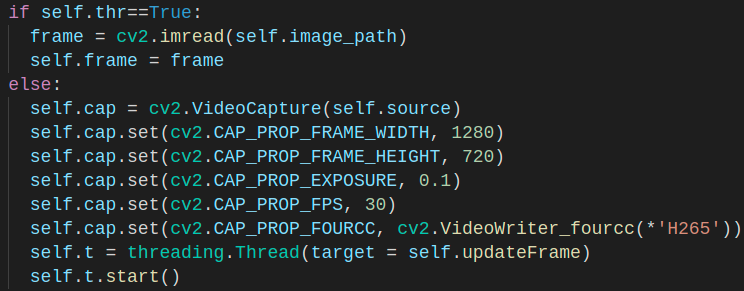 if self.thr==True:
  frame = cv2.imread(self.image_path)
  self.frame = frame
else:
  self.cap = cv2.VideoCapture(self.source)
  self.cap.set(cv2.CAP_PROP_FRAME_WIDTH, 1280)
  self.cap.set(cv2.CAP_PROP_FRAME_HEIGHT, 720)
  self.cap.set(cv2.CAP_PROP_EXPOSURE, 0.1)
  self.cap.set(cv2.CAP_PROP_FPS, 30)
  self.cap.set(cv2.CAP_PROP_FOURCC, cv2.VideoWriter_fourcc(*'H265'))
  self.t = threading.Thread(target = self.updateFrame)
  self.t.start()